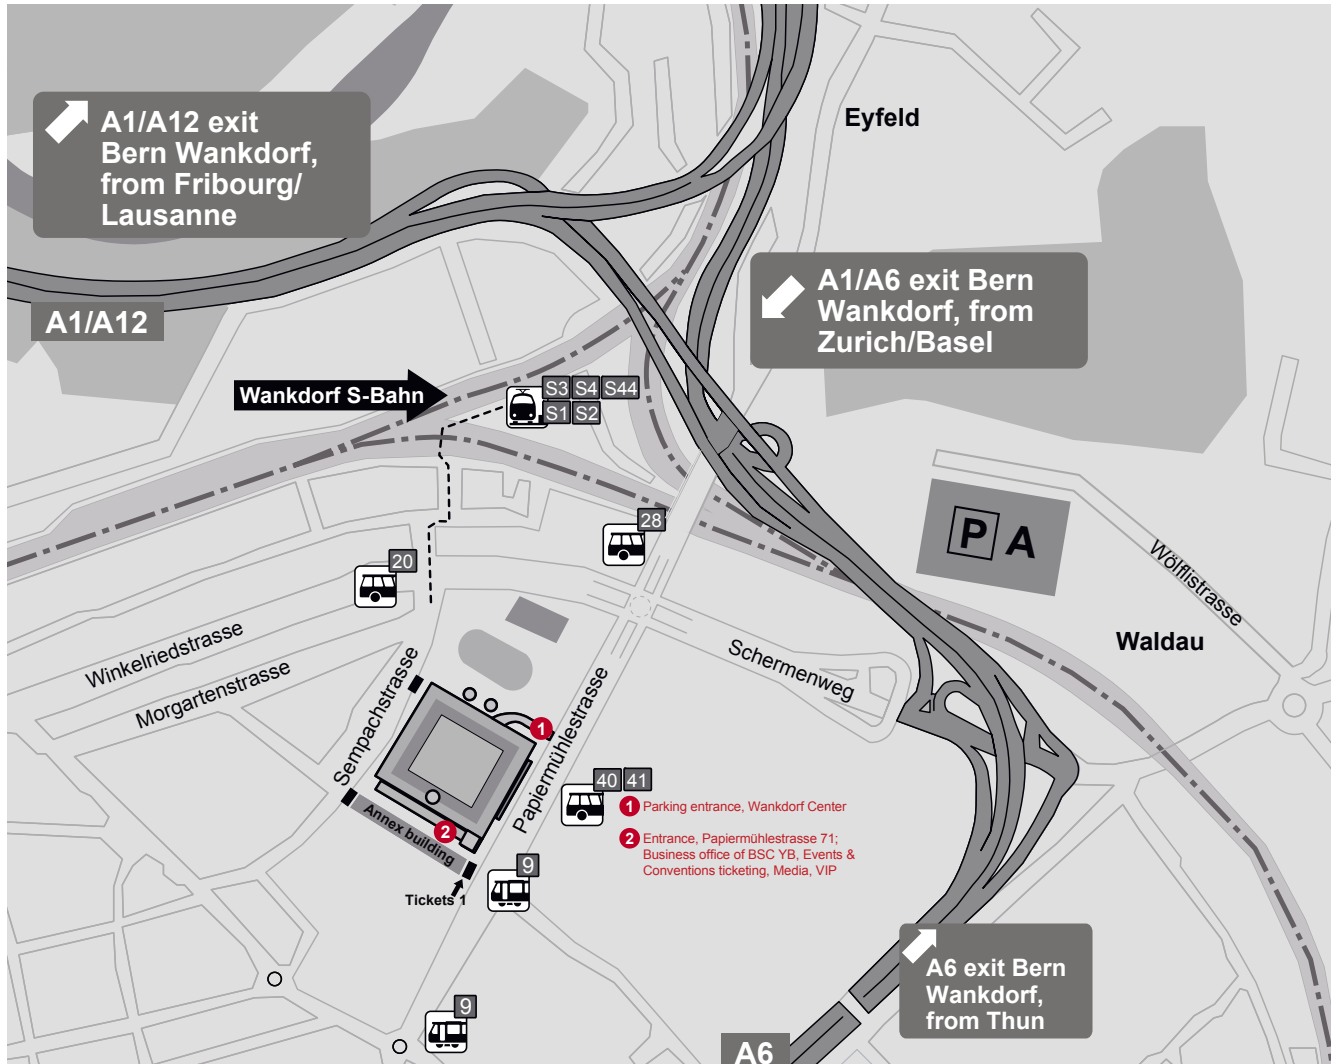 A1/A12 exit
Bern Wankdorf,
from Fribourg/
Lausanne
Eyfeld
A1/A6 exit Bern
Wankdorf, from
Zurich/Basel
A1/A12
Wankdorf S-Bahn
S3 S4 S44
S1 S2
28
20
P A
Wölflistrasse
Waldau
Winkelriedstrasse
Morgartenstrasse
Sempachstrasse
Papiermühlestrasse
Schermenweg
1
40 41
1 Parking entrance, Wankdorf Center
2 Entrance, Papiermühlestrasse 71;
Business office of BSC YB, Events &
Conventions ticketing, Media, VIP
2
Annex building
Tickets 1
9
9
A6 exit Bern
Wankdorf,
from Thun
A6